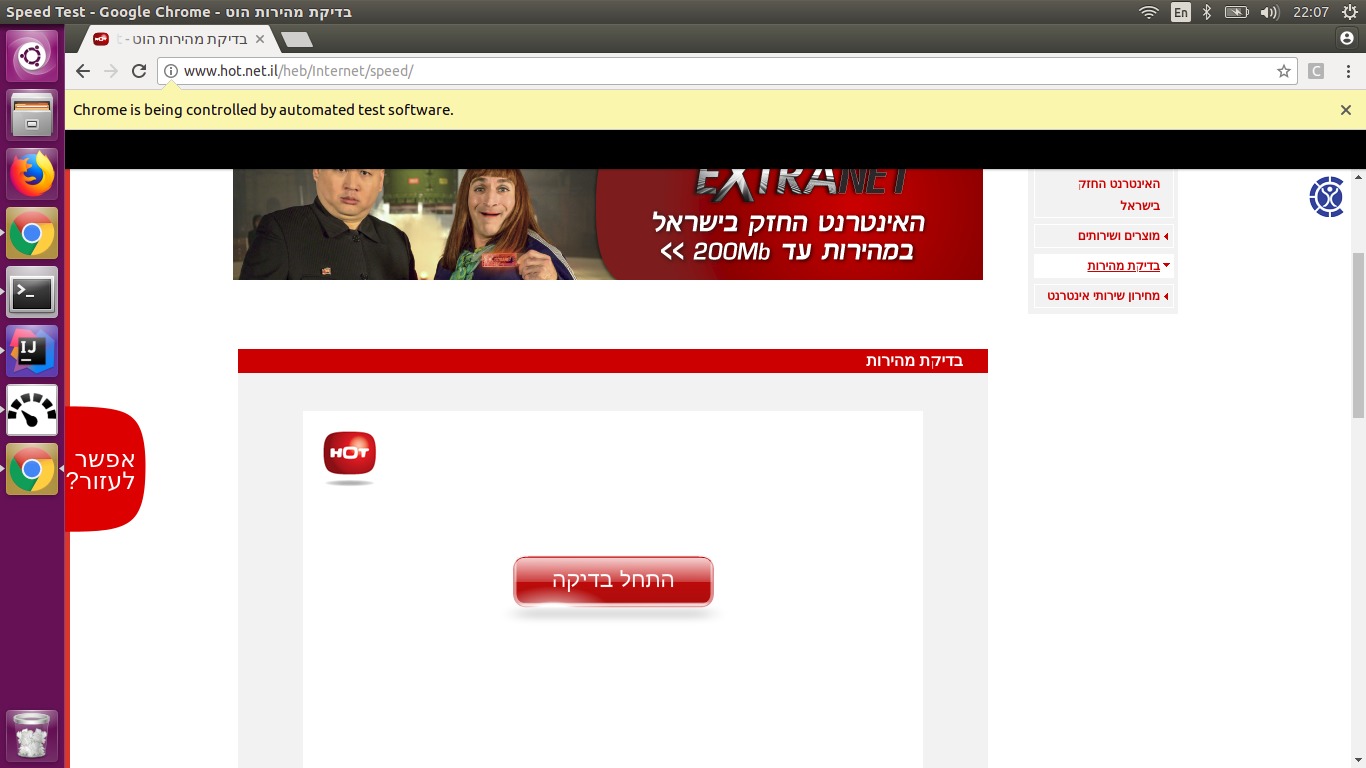 Speed Test - Google Chrome - בדיקת מהירות הוט
En
22:07
בדיקת מהירות הוט - t
www.hot.net.il/heb/Internet/speed/
C
Chrome is being controlled by automated test software.
EXTRANET
האינטרנט החזק בישראל
במהירות עד 200Mb >>
האינטרנט החזק
בישראל
מוצרים ושירותים
בדיקת מהירות
מחירון שירותי אינטרנט
בדיקת מהירות
HOT
התחל בדיקה
אפשר
לעזור?
IJ